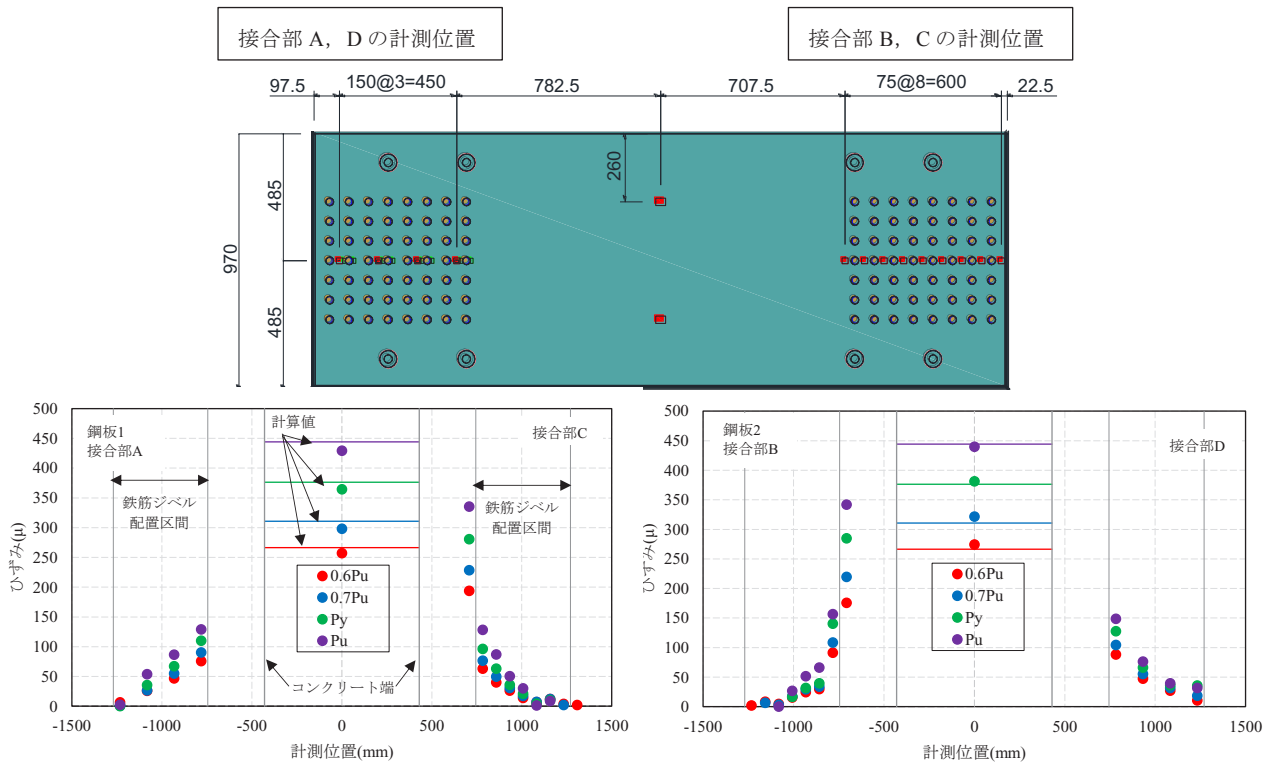 接合部 A，D の計測位置
接合部 B，C の計測位置
97.5
150@3=450
782.5
707.5
75@8=600
22.5
260
485
970
485
500
450
400
350
300
250
200
150
100
50
0
ひずみ(μ)
鋼板1
接合部A
計算値
接合部C
鉄筋ジベル
配置区間
鉄筋ジベル
配置区間
0.6Pu
0.7Pu
Py
Pu
コンクリート端
-1500
-1000
-500
0
500
1000
1500
計測位置(mm)
500
450
400
350
300
250
200
150
100
50
0
ひずみ(μ)
鋼板2
接合部B
接合部D
0.6Pu
0.7Pu
Py
Pu
-1500
-1000
-500
0
500
1000
1500
計測位置(mm)